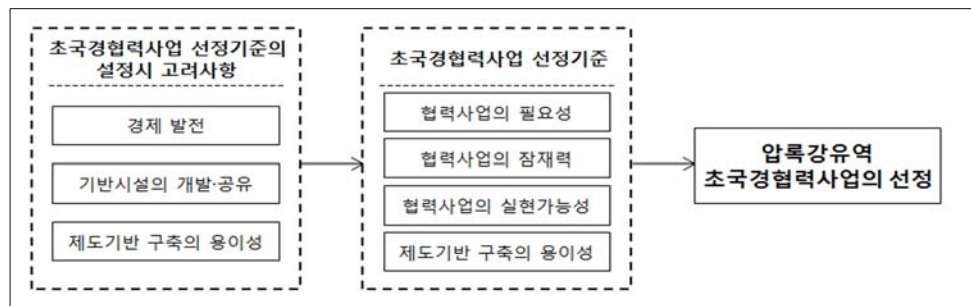 초국경협력사업 선정기준의
설정시 고려사항
경제 발전
기반시설의 개발·공유
제도기반 구축의 용이성
초국경협력사업 선정기준
협력사업의 필요성
협력사업의 잠재력
협력사업의 실현가능성
제도기반 구축의 용이성
압록강유역
초국경협력사업의 선정